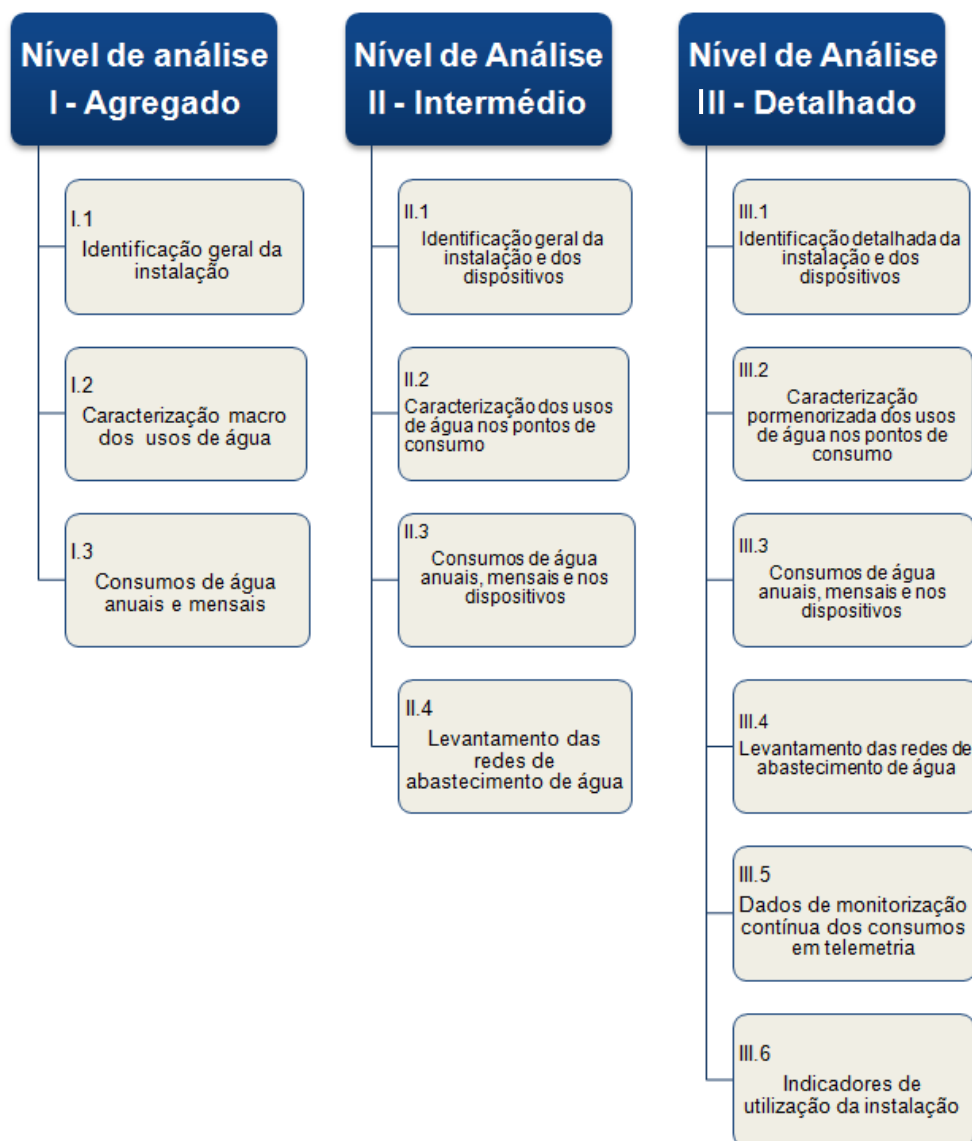 Nível de análise
I - Agregado
I.1
Identificação geral da
instalação
I.2
Caracterização macro
dos usos de água
I.3
Consumos de água
anuais e mensais
Nível de Análise
II - Intermédio
II.1
Identificação geral da
instalação e dos
dispositivos
II.2
Caracterização dos usos
de água nos pontos de
consumo
II.3
Consumos de água
anuais, mensais e nos
dispositivos
II.4
Levantamento das
redes de
abastecimento de água
Nível de Análise
III - Detalhado
III.1
Identificação detalhada da
instalação e dos
dispositivos
III.2
Caracterização
pormenorizada dos usos
de água nos pontos de
consumo
III.3
Consumos de água
anuais, mensais e nos
dispositivos
III.4
Levantamento das redes de
abastecimento de água
III.5
Dados de monitorização
contínua dos consumos
em telemetria
III.6
Indicadores de
utilização da instalação